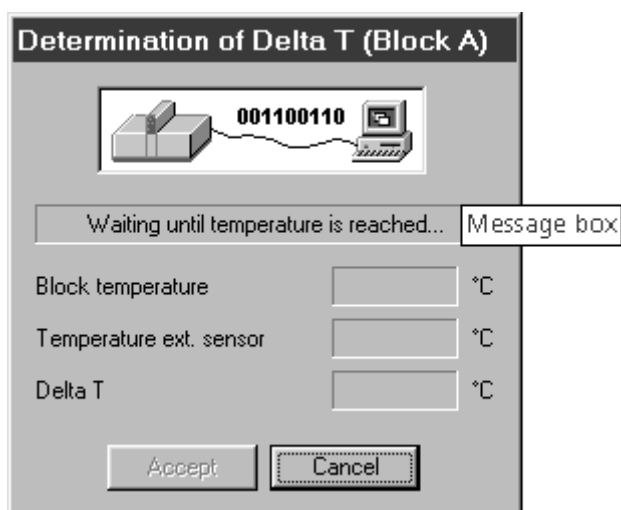 Determination of Delta T (Block A)
001100110
Waiting until temperature is reached...
Message box
Block temperature °C
Temperature ext. sensor °C
Delta T °C
Accept Cancel